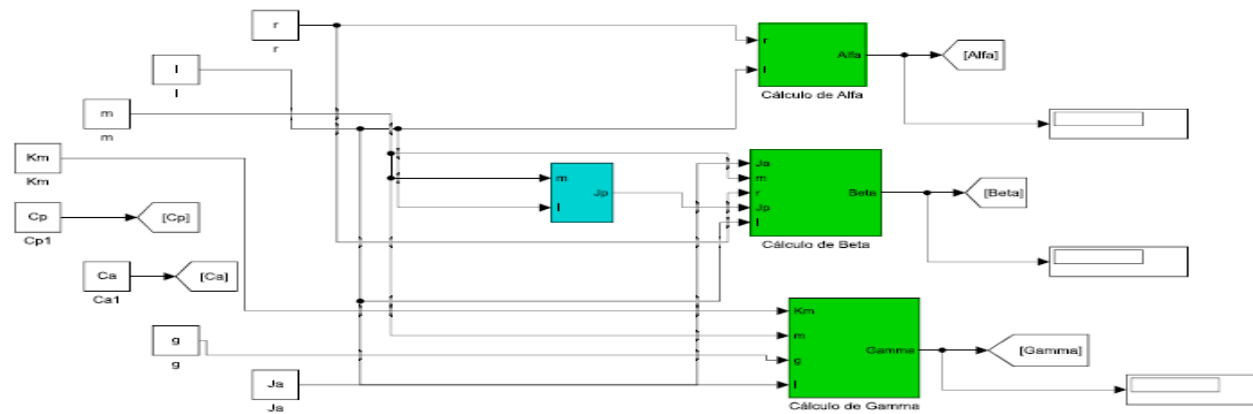 r
r
l
l
m
m
Km
Km
Cp
Cp1
[Cp]
Ca
Ca1
[Ca]
g
g
Ja
Ja
m
l
Jp
r
l
Alfa
Cálculo de Alfa
[Alfa]
Ja
m
r
Jp
l
Beta
Cálculo de Beta
[Beta]
Km
m
g
l
Gamma
Cálculo de Gamma
[Gamma]